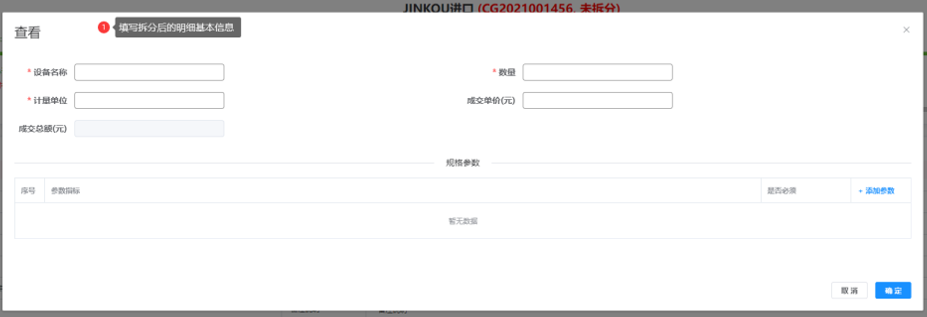 JINKOU进口 (CG2021001456, 未拆分)
查看
1 填写拆分后的明细基本信息
* 设备名称
* 数量
* 计量单位
成交单价(元)
成交总额(元)
规格参数
序号 参数指标 是否必须 + 添加参数
暂无数据
取消 确定